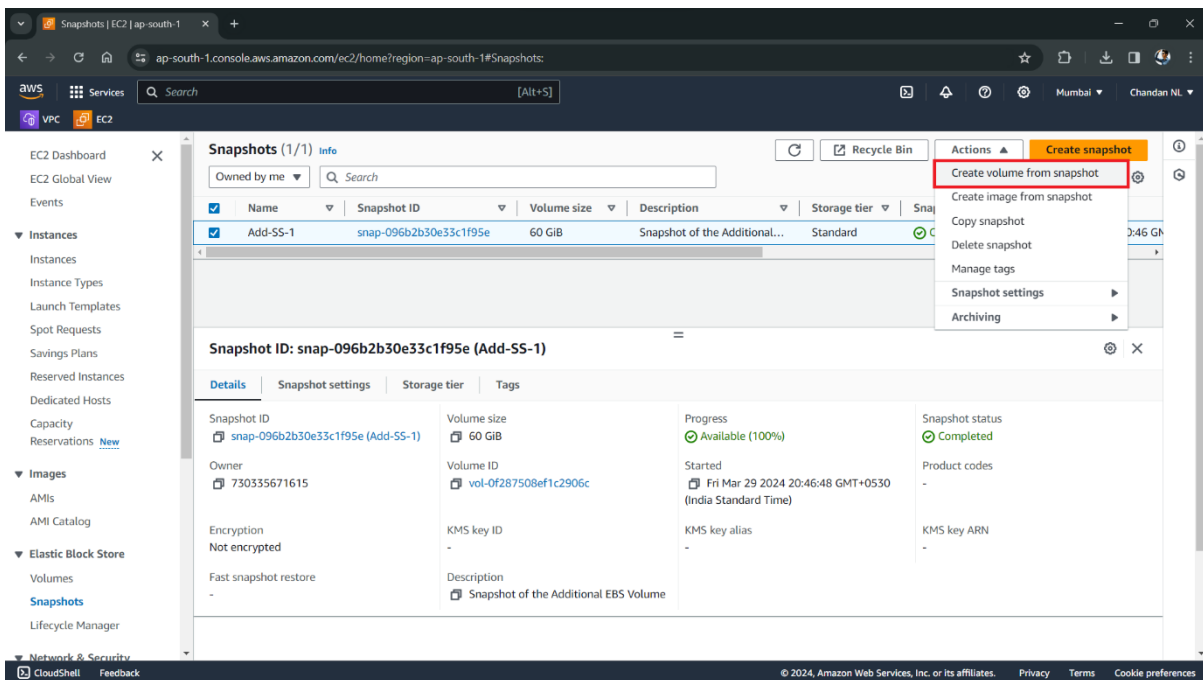 Snapshots | EC2 | ap-south-1
ap-south-1.console.aws.amazon.com/ec2/home?region=ap-south-1#Snapshots:
aws Services Search [Alt+S] Mumbai Chandan NL
VPC EC2
EC2 Dashboard
EC2 Global View
Events
Instances
Instances
Instance Types
Launch Templates
Spot Requests
Savings Plans
Reserved Instances
Dedicated Hosts
Capacity
Reservations New
Images
AMIs
AMI Catalog
Elastic Block Store
Volumes
Snapshots
Lifecycle Manager
Network & Security
Snapshots (1/1) Info
Recycle Bin Actions Create snapshot
Owned by me Search
Create volume from snapshot
Create image from snapshot
Copy snapshot
Delete snapshot
Manage tags
Snapshot settings
Archiving
Name Snapshot ID Volume size Description Storage tier
Add-SS-1 snap-096b2b30e33c1f95e 60 GiB Snapshot of the Additional... Standard
Snapshot ID: snap-096b2b30e33c1f95e (Add-SS-1)
Details Snapshot settings Storage tier Tags
Snapshot ID Volume size Progress Snapshot status
snap-096b2b30e33c1f95e (Add-SS-1) 60 GiB Available (100%) Completed
Owner Volume ID Started Product codes
730335671615 vol-0f287508ef1c2906c Fri Mar 29 2024 20:46:48 GMT+0530 -
(India Standard Time)
Encryption KMS key ID KMS key alias KMS key ARN
Not encrypted - - -
Fast snapshot restore Description
- Snapshot of the Additional EBS Volume
CloudShell Feedback © 2024, Amazon Web Services, Inc. or its affiliates. Privacy Terms Cookie preferences